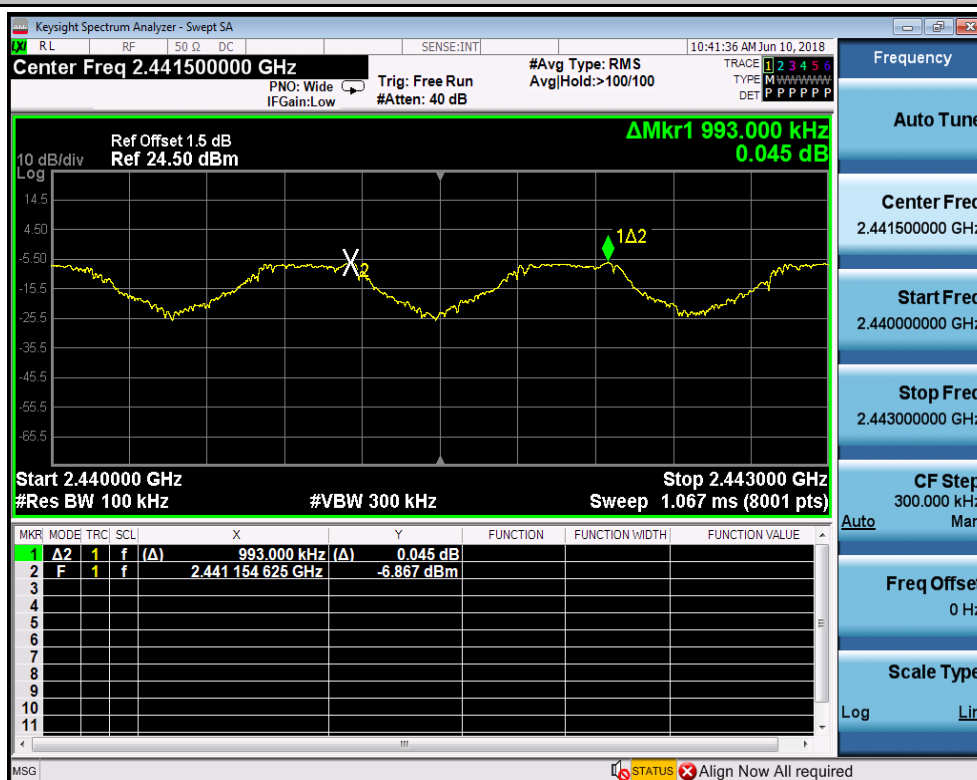 Keysight Spectrum Analyzer - Swept SA
LXI RL RF 50 Ω DC SENSE:INT 10:41:36 AM Jun 10, 2018
Center Freq 2.441500000 GHz
PNO: Wide
IFGain:Low
Trig: Free Run
#Atten: 40 dB
#Avg Type: RMS
Avg|Hold:>100/100
TRACE 1 2 3 4 5 6
TYPE M W W W W W
DET P P P P P P
ΔMkr1 993.000 kHz
0.045 dB
Ref Offset 1.5 dB
10 dB/div Ref 24.50 dBm
Log
14.5
4.50
-5.50
-15.5
-25.5
-35.5
-45.5
-55.5
-65.5
1Δ2
X2
Start 2.440000 GHz Stop 2.443000 GHz
#Res BW 100 kHz #VBW 300 kHz Sweep 1.067 ms (8001 pts)
MKR MODE TRC SCL X Y FUNCTION FUNCTION WIDTH FUNCTION VALUE
1 Δ2 1 f (Δ) 993.000 kHz (Δ) 0.045 dB
2 F 1 f 2.441 154 625 GHz -6.867 dBm
3
4
5
6
7
8
9
10
11
MSG STATUS Align Now All required
Frequency
Auto Tune
Center Freq
2.441500000 GHz
Start Freq
2.440000000 GHz
Stop Freq
2.443000000 GHz
CF Step
300.000 kHz
Auto Man
Freq Offset
0 Hz
Scale Type
Log Lin